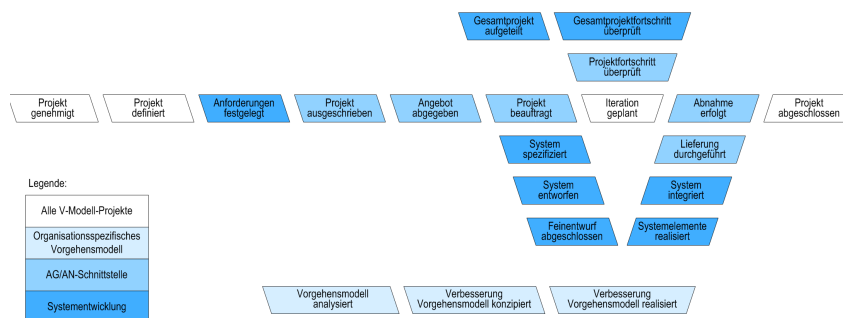 Gesamtprojekt
aufgeteilt
Gesamtprojektfortschritt
überprüft
Projektfortschritt
überprüft
Projekt
genehmigt
Projekt
definiert
Anforderungen
festgelegt
Projekt
ausgeschrieben
Angebot
abgegeben
Projekt
beauftragt
Iteration
geplant
Abnahme
erfolgt
Projekt
abgeschlossen
System
spezifiziert
Lieferung
durchgeführt
System
entworfen
System
integriert
Feinentwurf
abgeschlossen
Systemelemente
realisiert
Legende:
Alle V-Modell-Projekte
Organisationsspezifisches
Vorgehensmodell
AG/AN-Schnittstelle
Systementwicklung
Vorgehensmodell
analysiert
Verbesserung
Vorgehensmodell konzipiert
Verbesserung
Vorgehensmodell realisiert